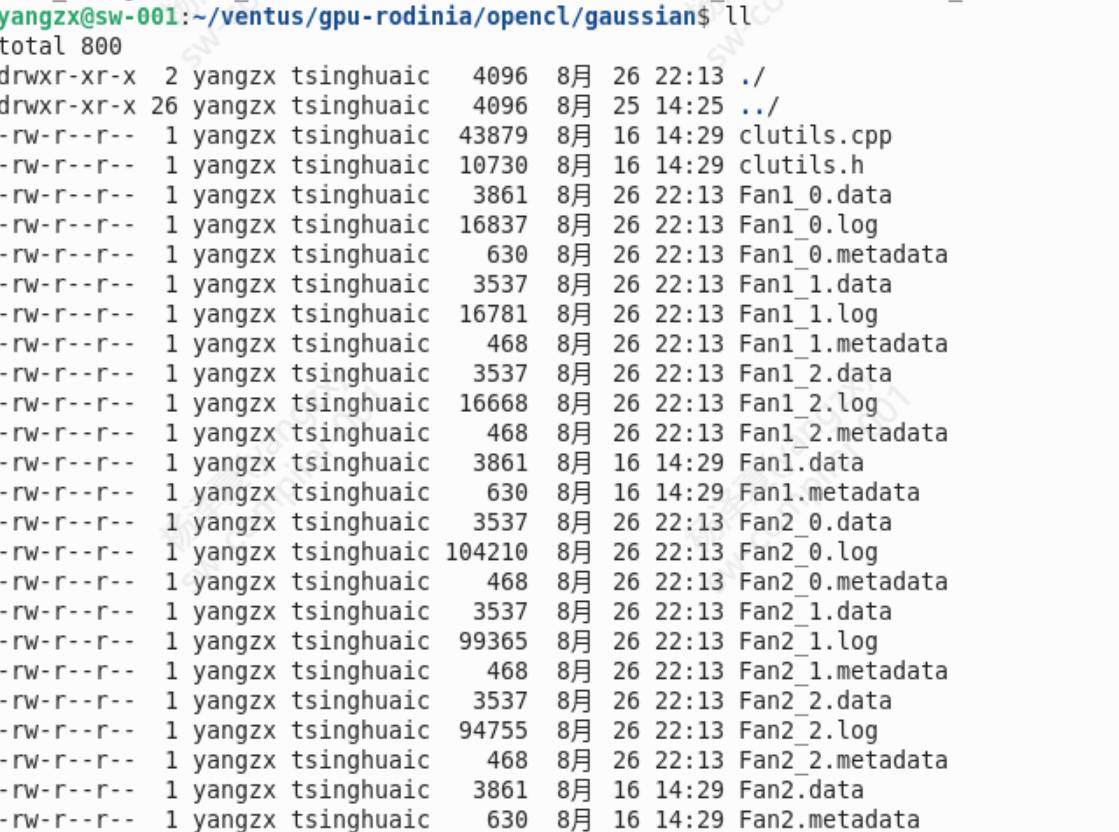 yangzx@sw-001:~/ventus/gpu-rodinia/opencl/gaussian$ ll
total 800
drwxr-xr-x  2 yangzx tsinghuaic   4096  8月  26 22:13 ./
drwxr-xr-x 26 yangzx tsinghuaic   4096  8月  25 14:25 ../
-rw-r--r--  1 yangzx tsinghuaic  43879  8月  16 14:29 clutils.cpp
-rw-r--r--  1 yangzx tsinghuaic  10730  8月  16 14:29 clutils.h
-rw-r--r--  1 yangzx tsinghuaic   3861  8月  26 22:13 Fan1_0.data
-rw-r--r--  1 yangzx tsinghuaic  16837  8月  26 22:13 Fan1_0.log
-rw-r--r--  1 yangzx tsinghuaic    630  8月  26 22:13 Fan1_0.metadata
-rw-r--r--  1 yangzx tsinghuaic   3537  8月  26 22:13 Fan1_1.data
-rw-r--r--  1 yangzx tsinghuaic  16781  8月  26 22:13 Fan1_1.log
-rw-r--r--  1 yangzx tsinghuaic    468  8月  26 22:13 Fan1_1.metadata
-rw-r--r--  1 yangzx tsinghuaic   3537  8月  26 22:13 Fan1_2.data
-rw-r--r--  1 yangzx tsinghuaic  16668  8月  26 22:13 Fan1_2.log
-rw-r--r--  1 yangzx tsinghuaic    468  8月  26 22:13 Fan1_2.metadata
-rw-r--r--  1 yangzx tsinghuaic   3861  8月  16 14:29 Fan1.data
-rw-r--r--  1 yangzx tsinghuaic    630  8月  16 14:29 Fan1.metadata
-rw-r--r--  1 yangzx tsinghuaic   3537  8月  26 22:13 Fan2_0.data
-rw-r--r--  1 yangzx tsinghuaic 104210  8月  26 22:13 Fan2_0.log
-rw-r--r--  1 yangzx tsinghuaic    468  8月  26 22:13 Fan2_0.metadata
-rw-r--r--  1 yangzx tsinghuaic   3537  8月  26 22:13 Fan2_1.data
-rw-r--r--  1 yangzx tsinghuaic  99365  8月  26 22:13 Fan2_1.log
-rw-r--r--  1 yangzx tsinghuaic    468  8月  26 22:13 Fan2_1.metadata
-rw-r--r--  1 yangzx tsinghuaic   3537  8月  26 22:13 Fan2_2.data
-rw-r--r--  1 yangzx tsinghuaic  94755  8月  26 22:13 Fan2_2.log
-rw-r--r--  1 yangzx tsinghuaic    468  8月  26 22:13 Fan2_2.metadata
-rw-r--r--  1 yangzx tsinghuaic   3861  8月  16 14:29 Fan2.data
-rw-r--r--  1 yangzx tsinghuaic    630  8月  16 14:29 Fan2.metadata